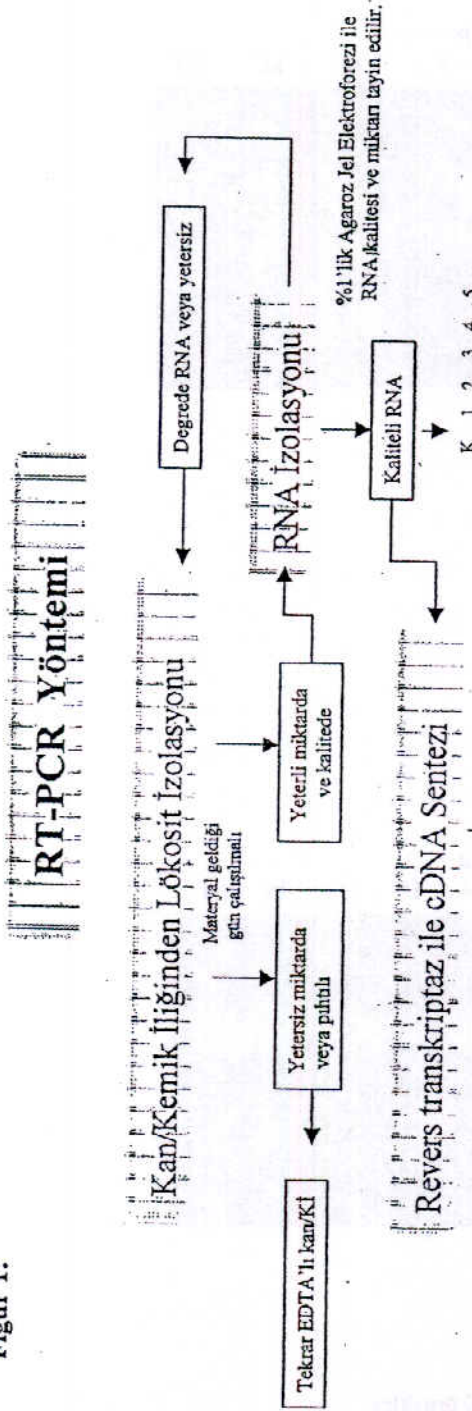 Figür 1.
RT-PCR Yöntemi
Kan/Kemik İliğinden Lökosit İzolasyonu
Materyal geldiği
gün çalışılmalı
Degrede RNA veya yetersiz
Tekrar EDTA'lı kan/Kİ
Yetersiz miktarda
veya pıhtılı
Yeterli miktarda
ve kalitede
RNA İzolasyonu
%1'lik Agaroz Jel Elektroforezi ile
RNA kalitesi ve miktarı tayin edilir.
Kaliteli RNA
Revers transkriptaz ile cDNA Sentezi
K 1 2 3 4 5